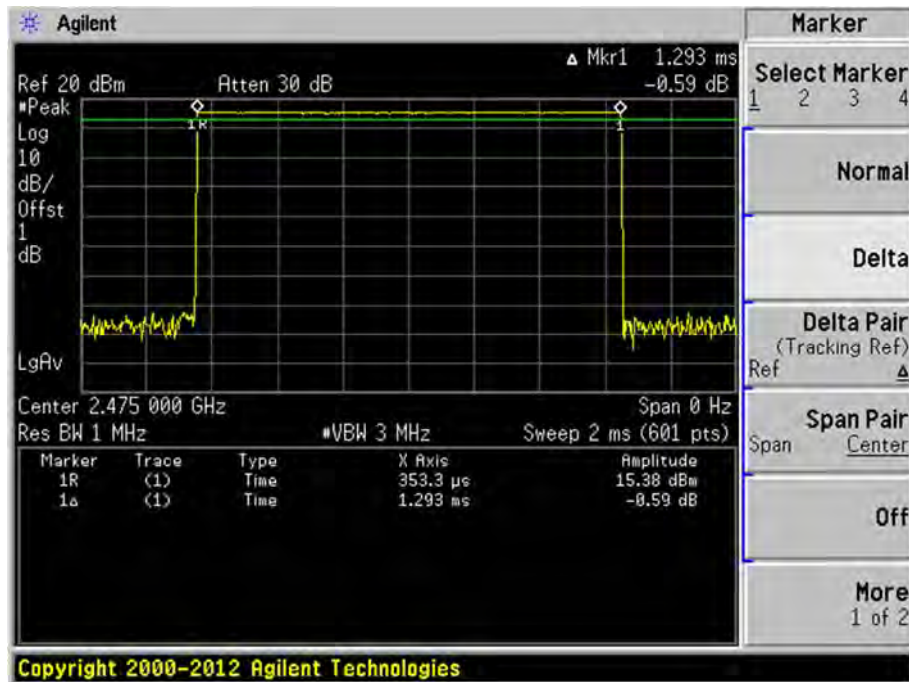 Agilent
Marker
Δ Mkr1 1.293 ms
Ref 20 dBm Atten 30 dB -0.59 dB
#Peak
Log
10
dB/
Offst
1
dB
LgAv
1R
1
Center 2.475 000 GHz Span 0 Hz
Res BW 1 MHz #VBW 3 MHz Sweep 2 ms (601 pts)
Marker Trace Type X Axis Amplitude
1R (1) Time 353.3 µs 15.38 dBm
1Δ (1) Time 1.293 ms -0.59 dB
Select Marker
1 2 3 4
Normal
Delta
Delta Pair
(Tracking Ref)
Ref Δ
Span Pair
Span Center
Off
More
1 of 2
Copyright 2000-2012 Agilent Technologies